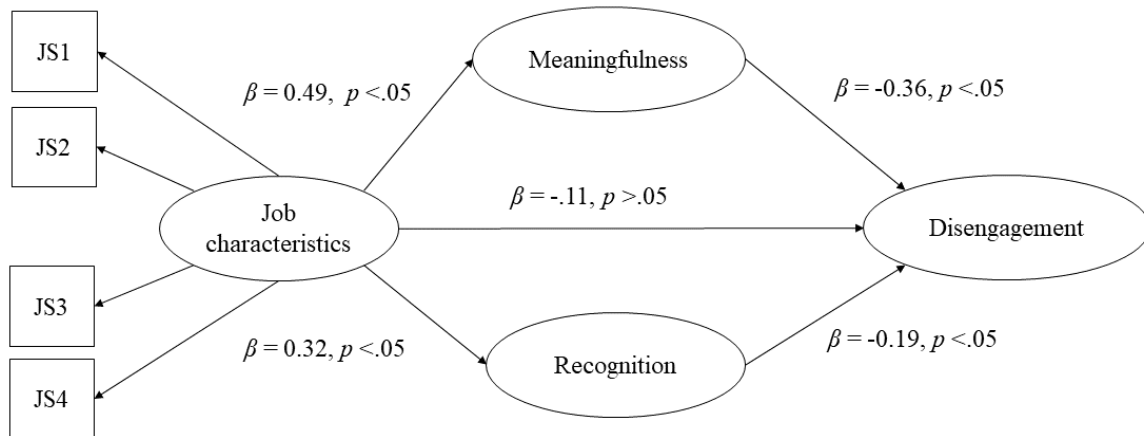 JS1
Meaningfulness
β = 0.49, p <.05
β = -0.36, p <.05
JS2
β = -.11, p >.05
Job
characteristics
Disengagement
JS3
β = 0.32, p <.05
β = -0.19, p <.05
Recognition
JS4